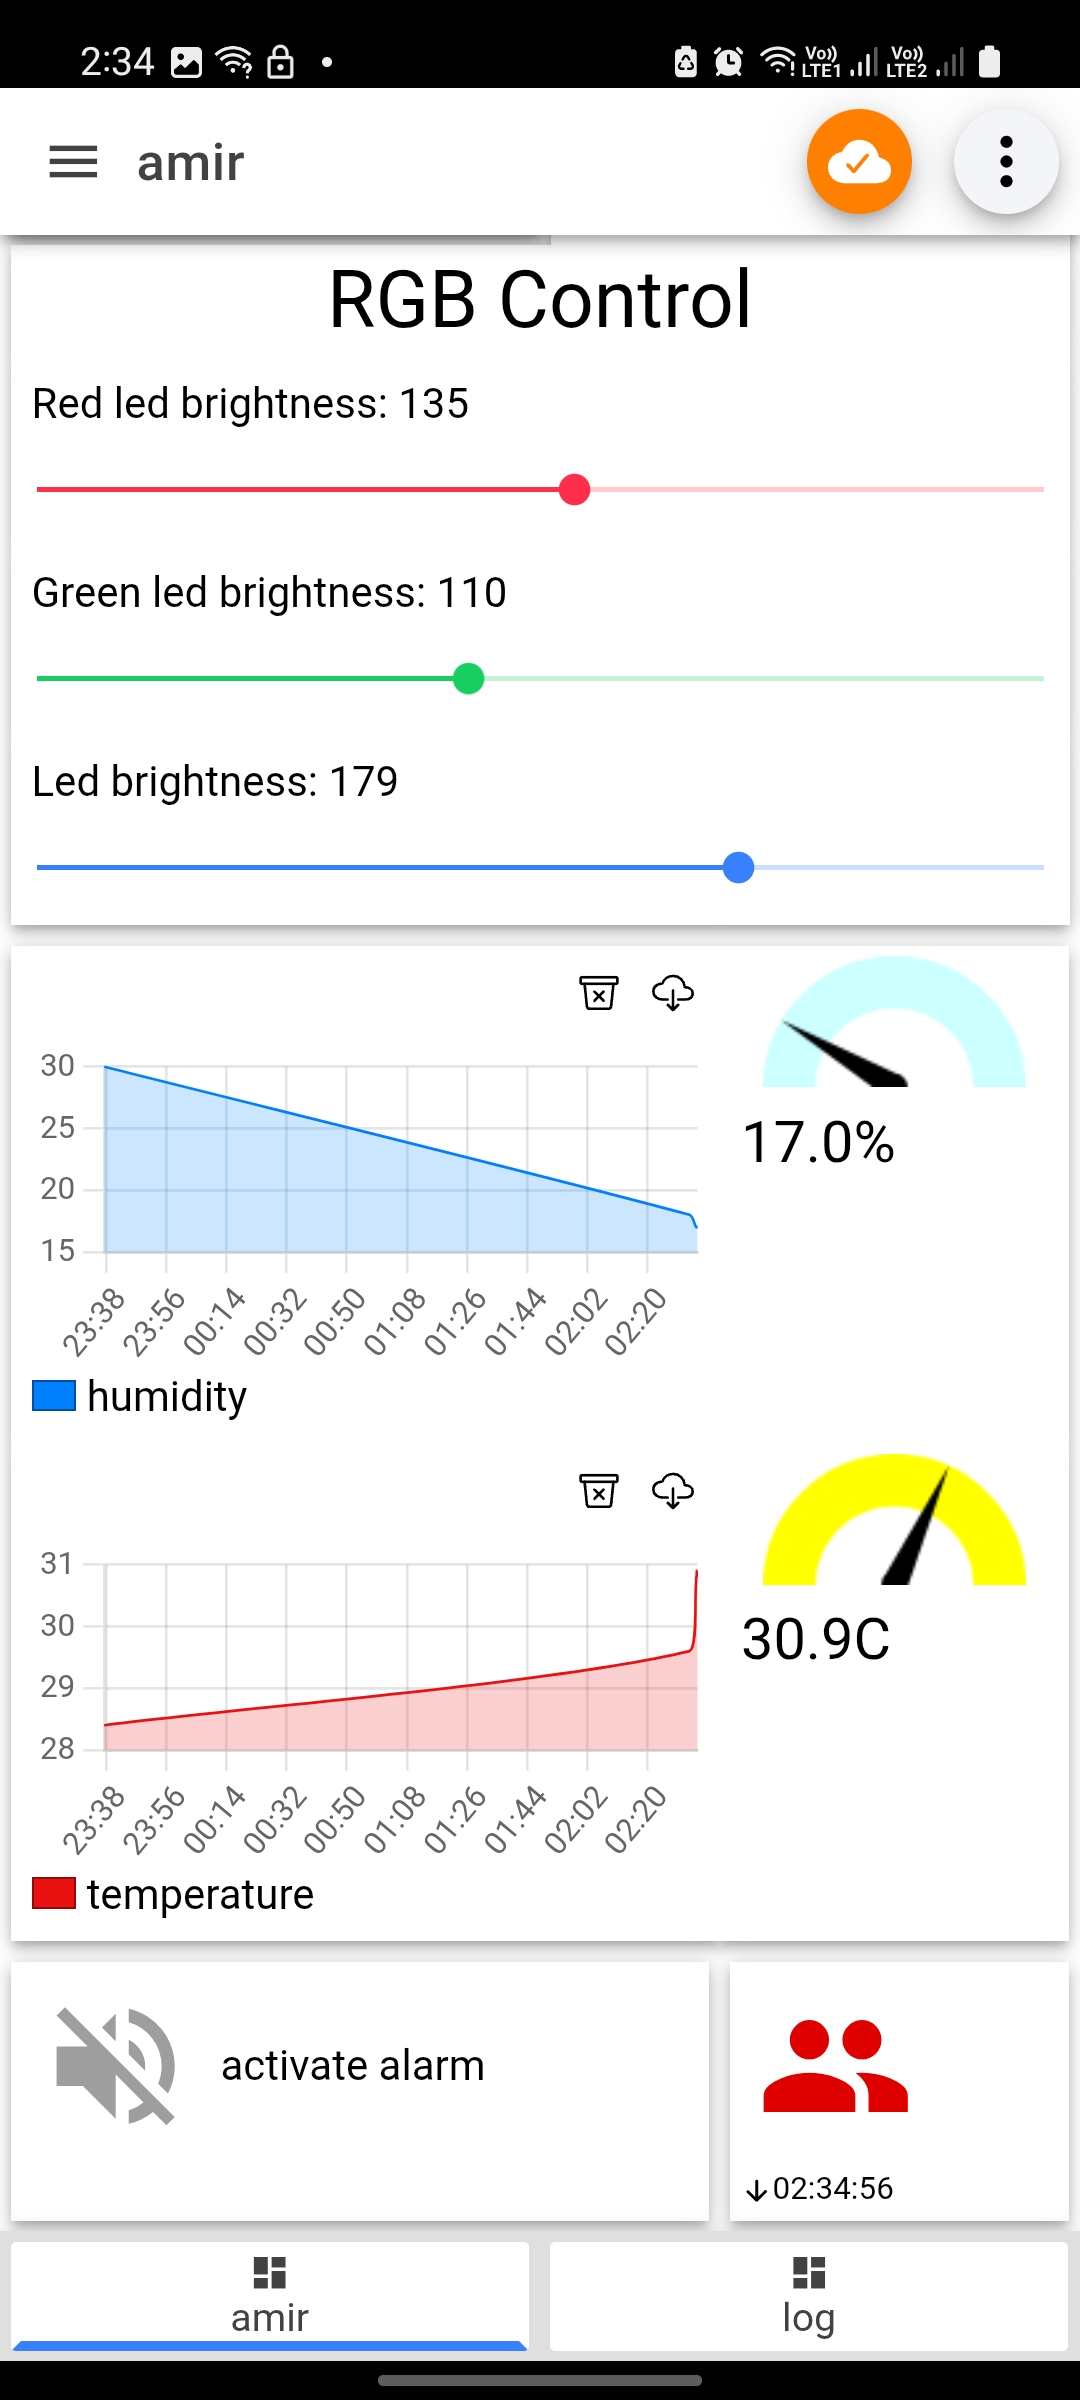 2:34 Vo)) LTE1 Vo)) LTE2
amir
RGB Control
Red led brightness: 135
Green led brightness: 110
Led brightness: 179
30
25
20
15
23:38 23:56 00:14 00:32 00:50 01:08 01:26 01:44 02:02 02:20
humidity
17.0%
31
30
29
28
23:38 23:56 00:14 00:32 00:50 01:08 01:26 01:44 02:02 02:20
temperature
30.9C
activate alarm
02:34:56
amir
log